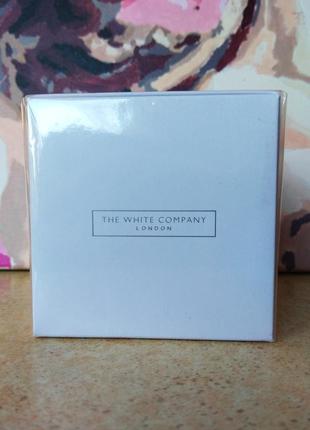 THE WHITE COMPANY
LONDON